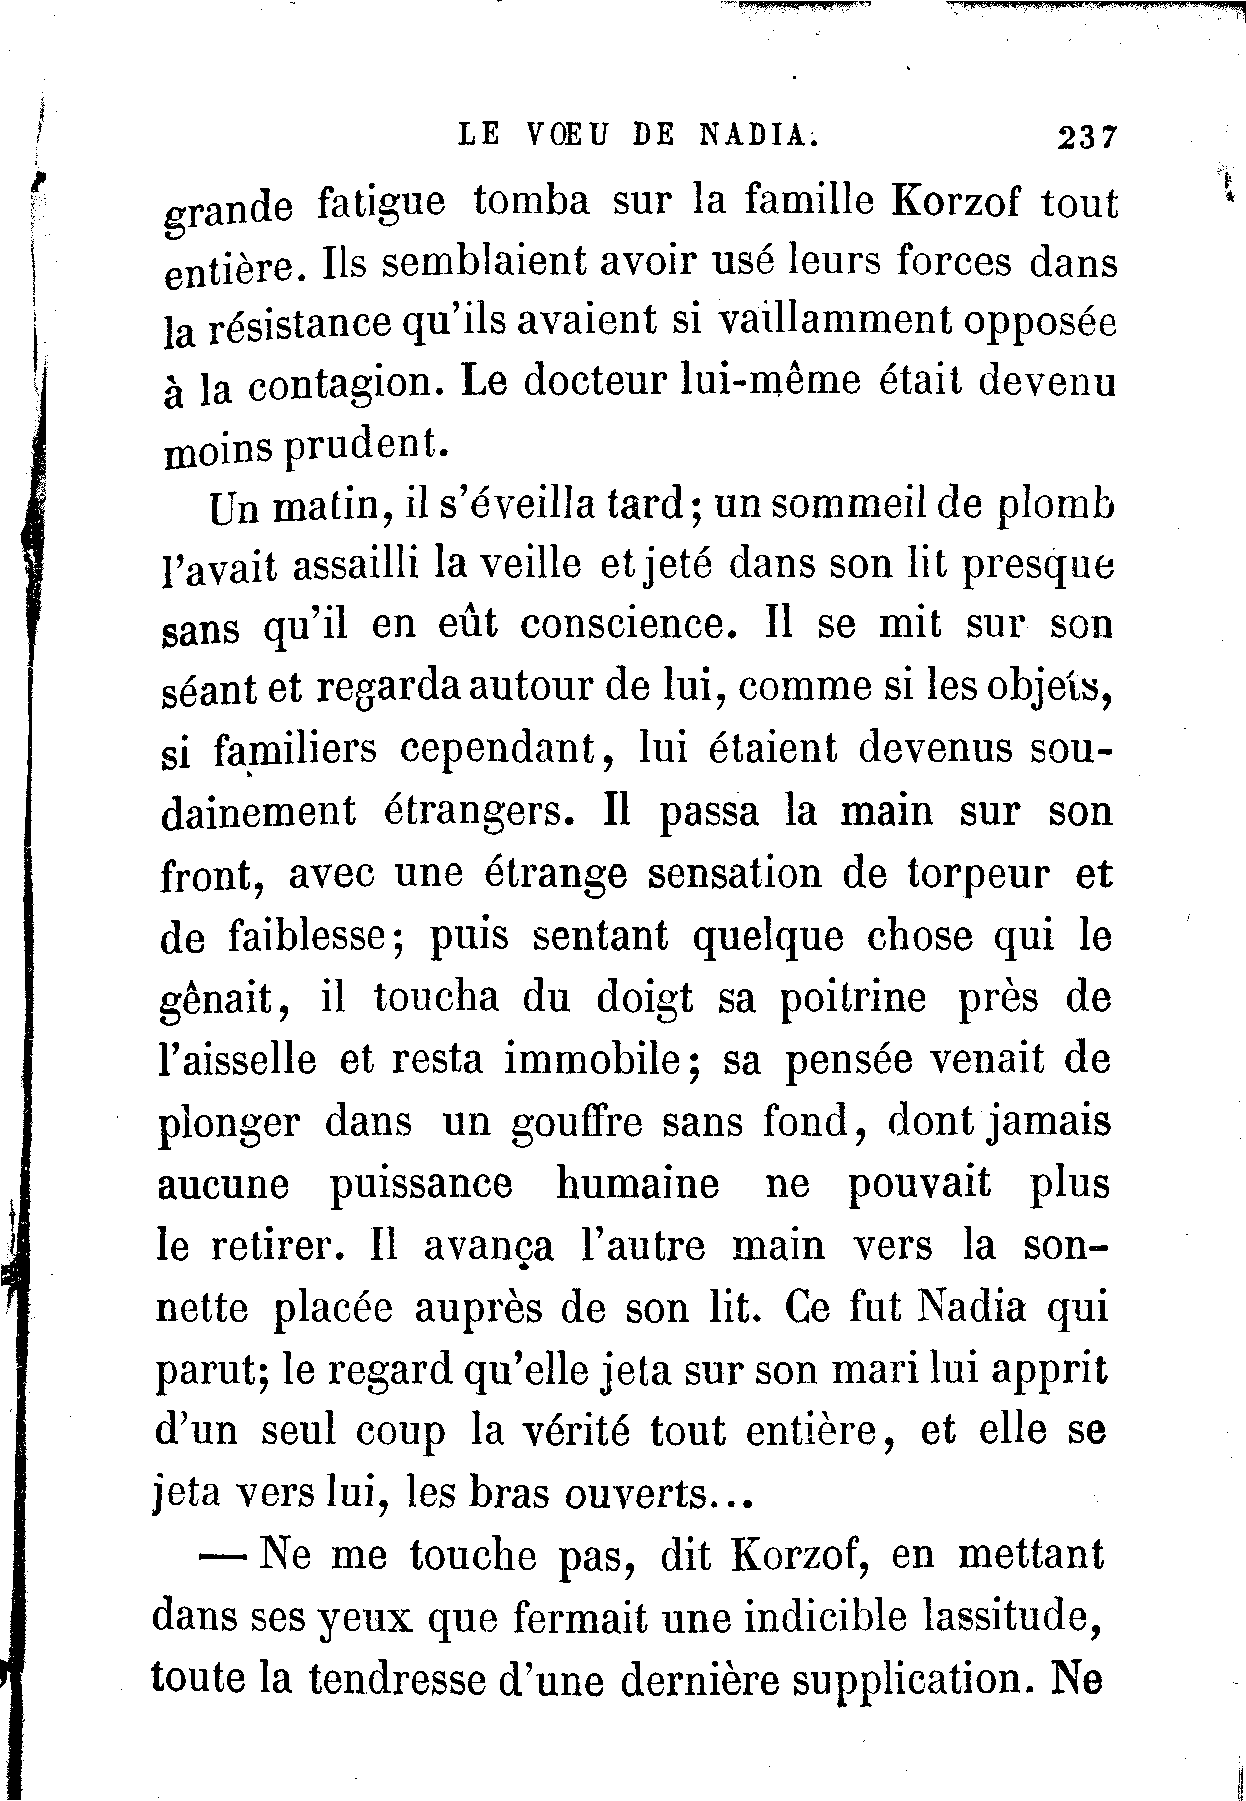 LE VŒU DE NADIA. 237
grande fatigue tomba sur la famille Korzof tout
entière. Ils semblaient avoir usé leurs forces dans
la résistance qu'ils avaient si vaillamment opposée
à la contagion. Le docteur lui-même était devenu
moins prudent.
Un matin, il s'éveilla tard; un sommeil de plomb
l'avait assailli la veille et jeté dans son lit presque
sans qu'il en eût conscience. Il se mit sur son
séant et regarda autour de lui, comme si les objets,
si familiers cependant, lui étaient devenus sou-
dainement étrangers. Il passa la main sur son
front, avec une étrange sensation de torpeur et
de faiblesse; puis sentant quelque chose qui le
gênait, il toucha du doigt sa poitrine près de
l'aisselle et resta immobile; sa pensée venait de
plonger dans un gouffre sans fond, dont jamais
aucune puissance humaine ne pouvait plus
le retirer. Il avança l'autre main vers la son-
nette placée auprès de son lit. Ce fut Nadia qui
parut; le regard qu'elle jeta sur son mari lui apprit
d'un seul coup la vérité tout entière, et elle se
jeta vers lui, les bras ouverts...
— Ne me touche pas, dit Korzof, en mettant
dans ses yeux que fermait une indicible lassitude,
toute la tendresse d'une dernière supplication. Ne